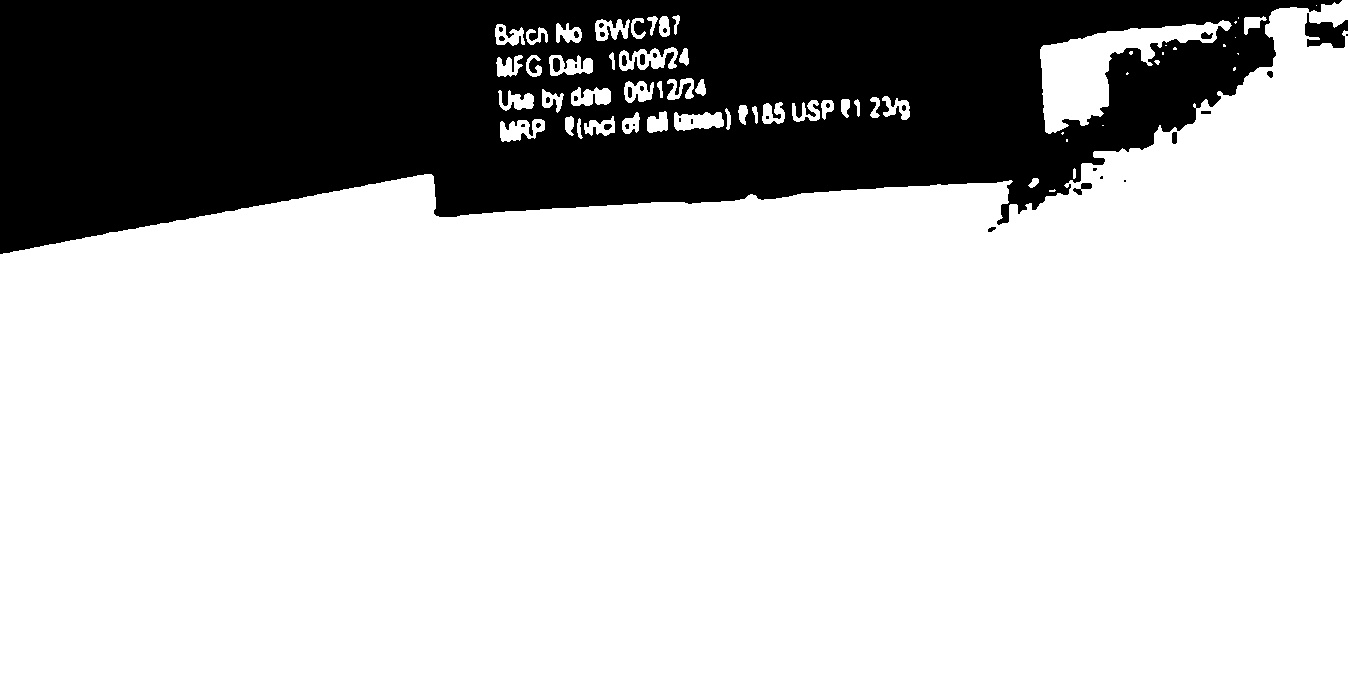 Batch No BWC787
MFG Date 10/09/24
Use by date 09/12/24
MRP ₹(incl of all taxes) ₹185 USP ₹1 23/g